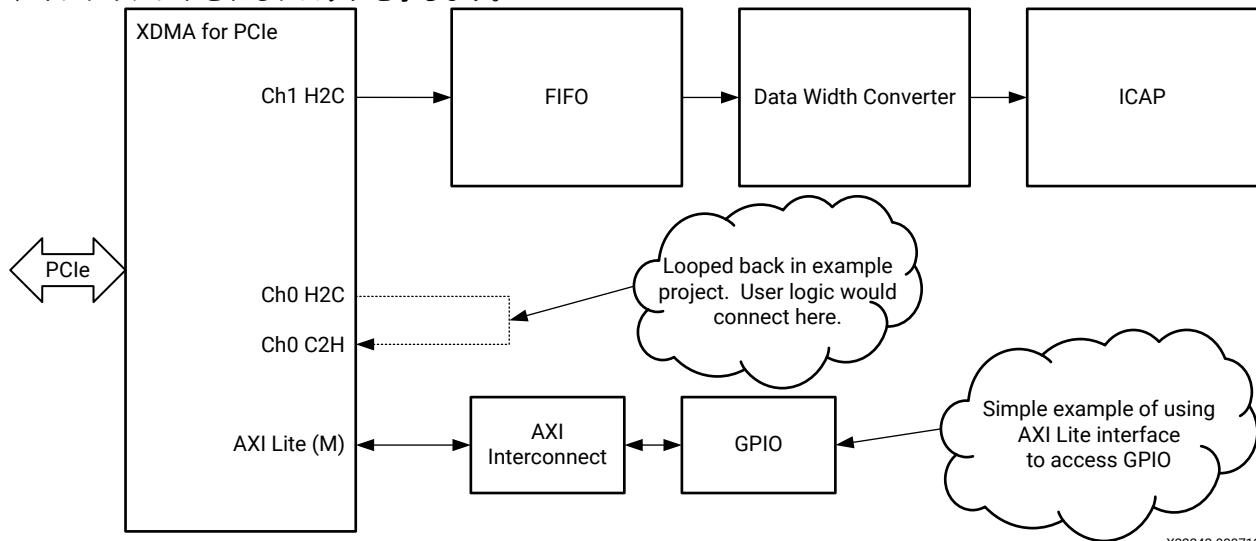 XDMA for PCIe
Ch1 H2C
FIFO
Data Width Converter
ICAP
PCIe
Looped back in example
project. User logic would
connect here.
Ch0 H2C
Ch0 C2H
AXI Lite (M)
AXI
Interconnect
GPIO
Simple example of using
AXI Lite interface
to access GPIO